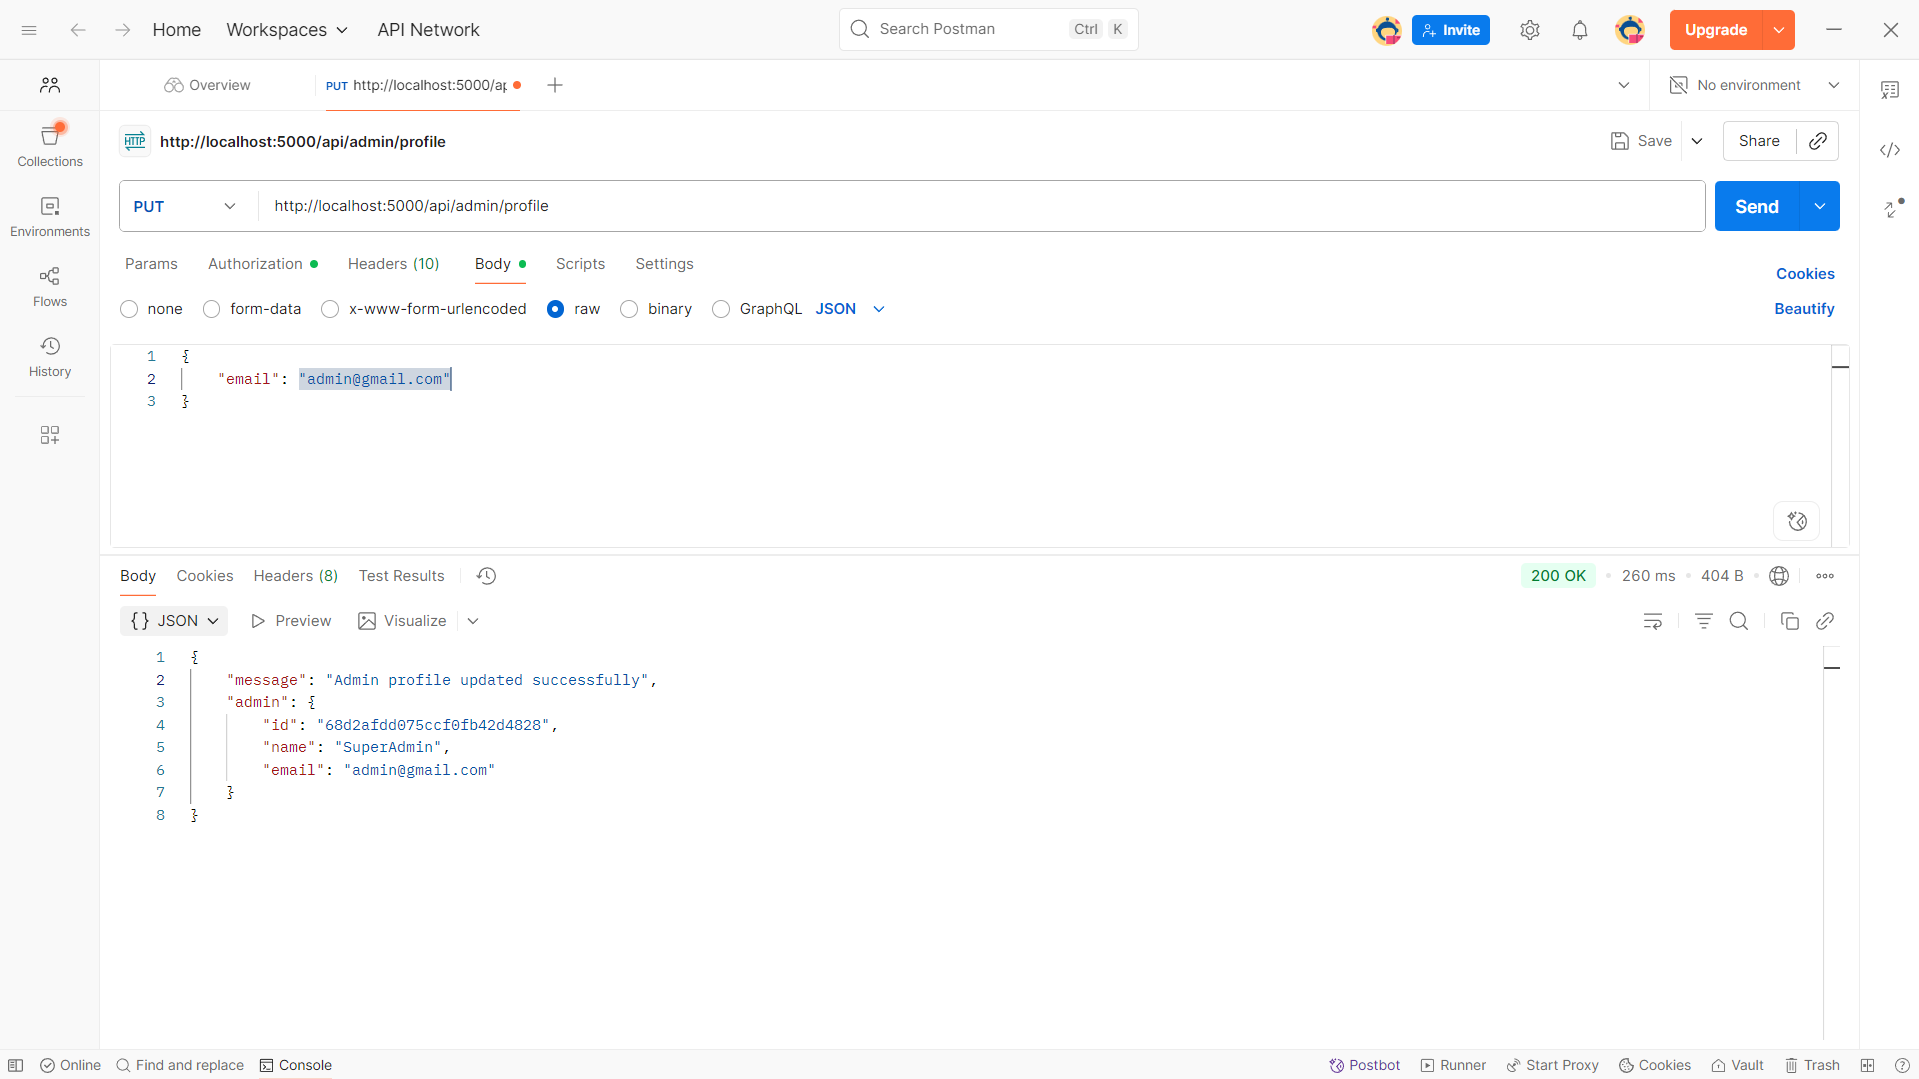 Home Workspaces API Network Search Postman Ctrl K Invite Upgrade
Overview PUT http://localhost:5000/ap No environment
HTTP http://localhost:5000/api/admin/profile Save Share
PUT http://localhost:5000/api/admin/profile Send
Params Authorization Headers (10) Body Scripts Settings Cookies
none form-data x-www-form-urlencoded raw binary GraphQL JSON Beautify
Collections
Environments
Flows
History
1 {
2 "email": "admin@gmail.com"
3 }
Body Cookies Headers (8) Test Results 200 OK • 260 ms • 404 B •
{} JSON Preview Visualize
1 {
2 "message": "Admin profile updated successfully",
3 "admin": {
4 "id": "68d2afdd075ccf0fb42d4828",
5 "name": "SuperAdmin",
6 "email": "admin@gmail.com"
7 }
8 }
Online Find and replace Console Postbot Runner Start Proxy Cookies Vault Trash